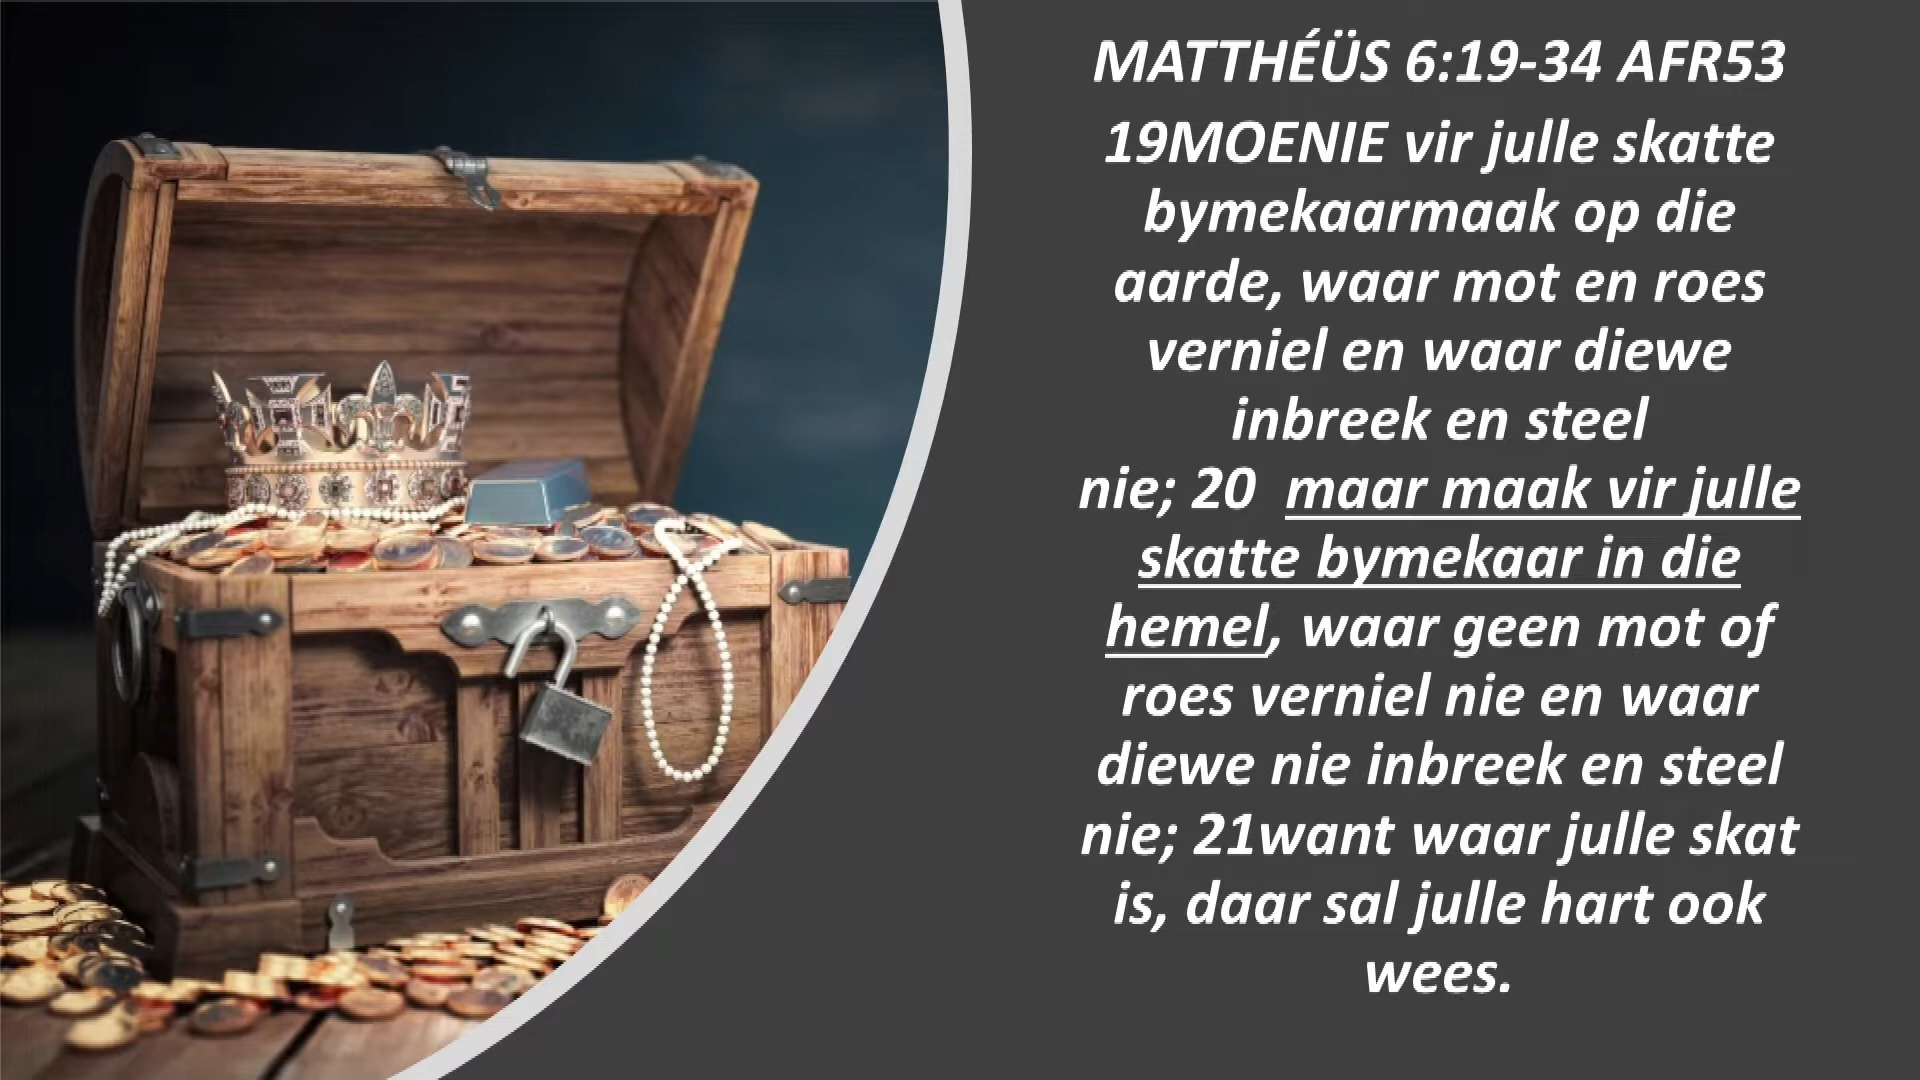 MATTHÉÜS 6:19-34 AFR53
19MOENIE vir julle skatte
bymekaarmaak op die
aarde, waar mot en roes
verniel en waar diewe
inbreek en steel
nie; 20  maar maak vir julle
skatte bymekaar in die
hemel, waar geen mot of
roes verniel nie en waar
diewe nie inbreek en steel
nie; 21want waar julle skat
is, daar sal julle hart ook
wees.